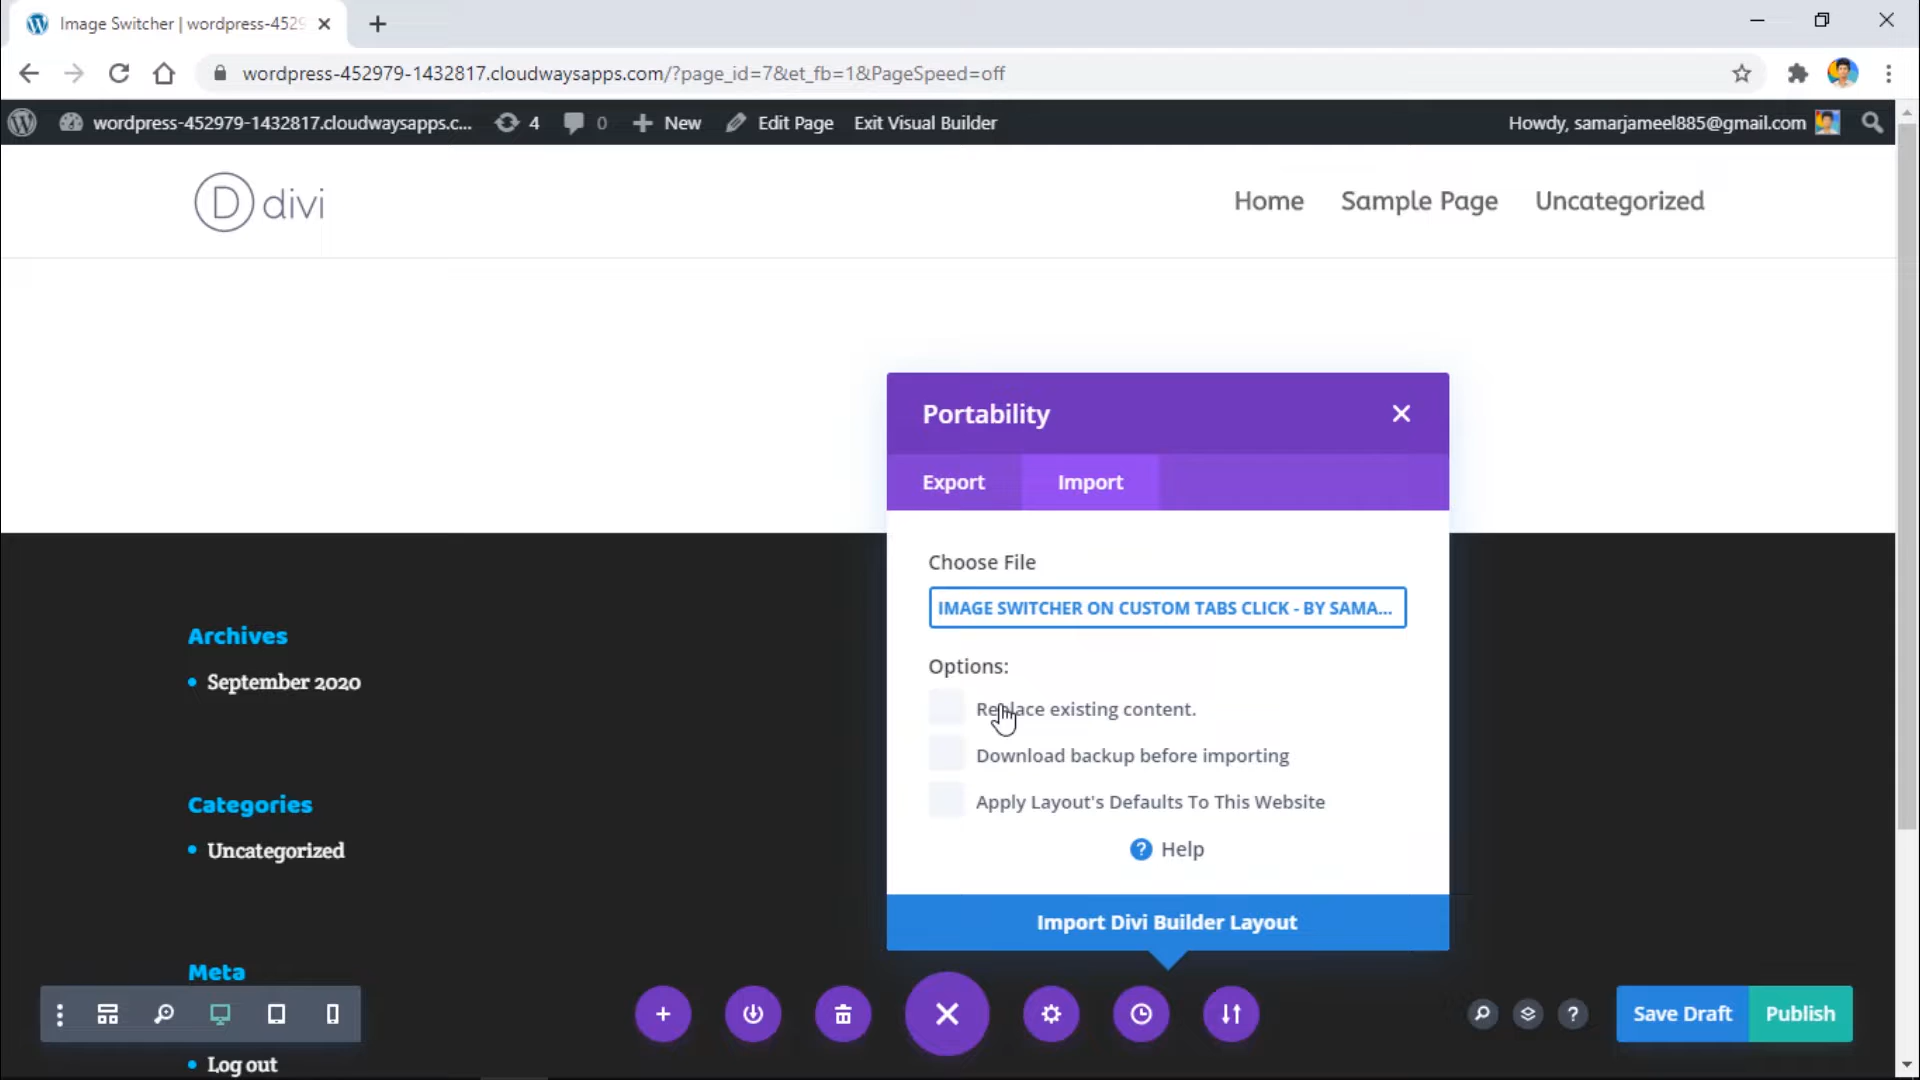 Image Switcher | wordpress-4529
wordpress-452979-1432817.cloudwaysapps.com/?page_id=7&et_fb=1&PageSpeed=off
wordpress-452979-1432817.cloudwaysapps.c... 4 0 New Edit Page Exit Visual Builder Howdy, samarjameel885@gmail.com
D divi
Home Sample Page Uncategorized
Portability
Export Import
Choose File
IMAGE SWITCHER ON CUSTOM TABS CLICK - BY SAMA...
Options:
Replace existing content.
Download backup before importing
Apply Layout's Defaults To This Website
? Help
Import Divi Builder Layout
Archives
• September 2020
Categories
• Uncategorized
Meta
• Log out
?
Save Draft Publish